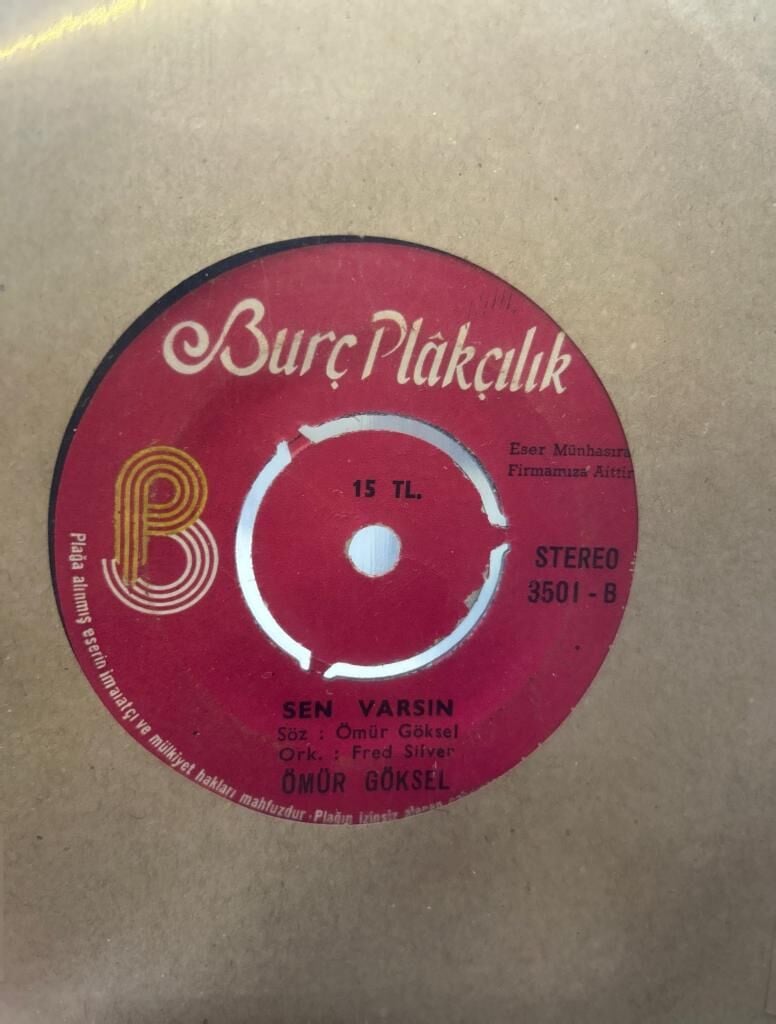 Burç Plâkçılık
Eser Münhasıra
Firmamıza Aittir
15 TL.
STEREO
3501 - B
SEN VARSIN
Söz : Ömür Göksel
Ork. : Fred Silver
ÖMÜR GÖKSEL
Plağa alınmış eserin imalatçı ve mülkiyet hakları mahfuzdur · Plağın izinsiz